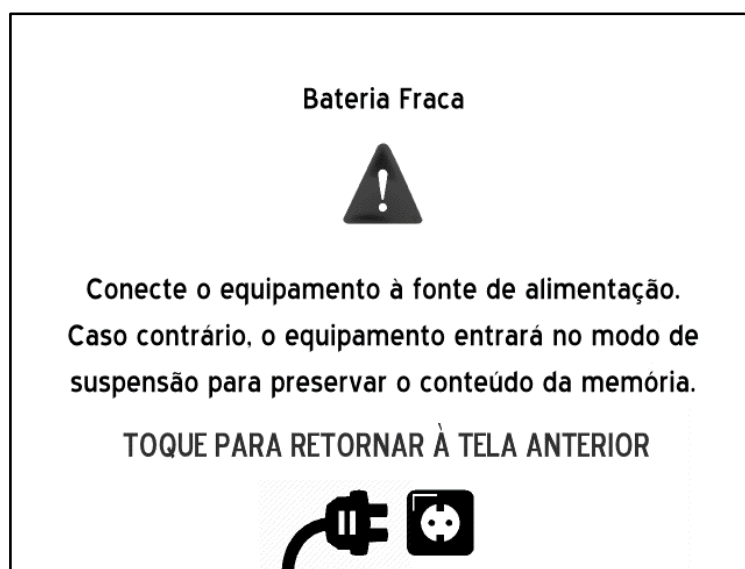 Bateria Fraca
Conecte o equipamento à fonte de alimentação.
Caso contrário, o equipamento entrará no modo de
suspensão para preservar o conteúdo da memória.
TOQUE PARA RETORNAR À TELA ANTERIOR